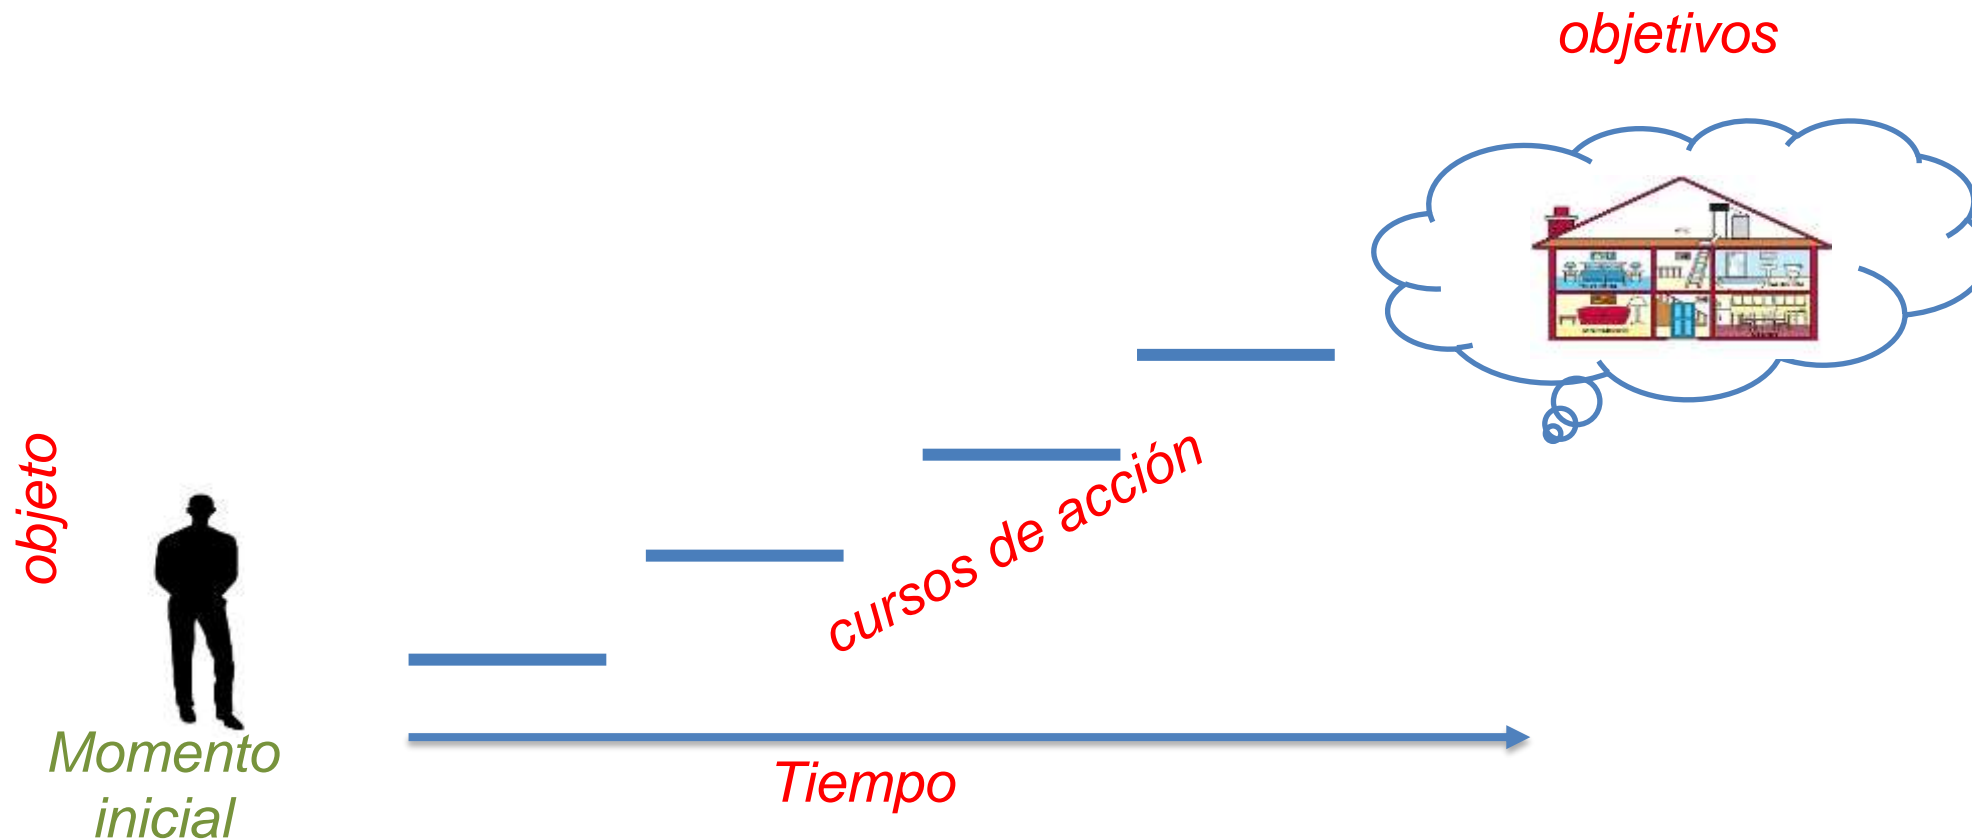 objetivos
objeto
cursos de acción
Momento
inicial
Tiempo